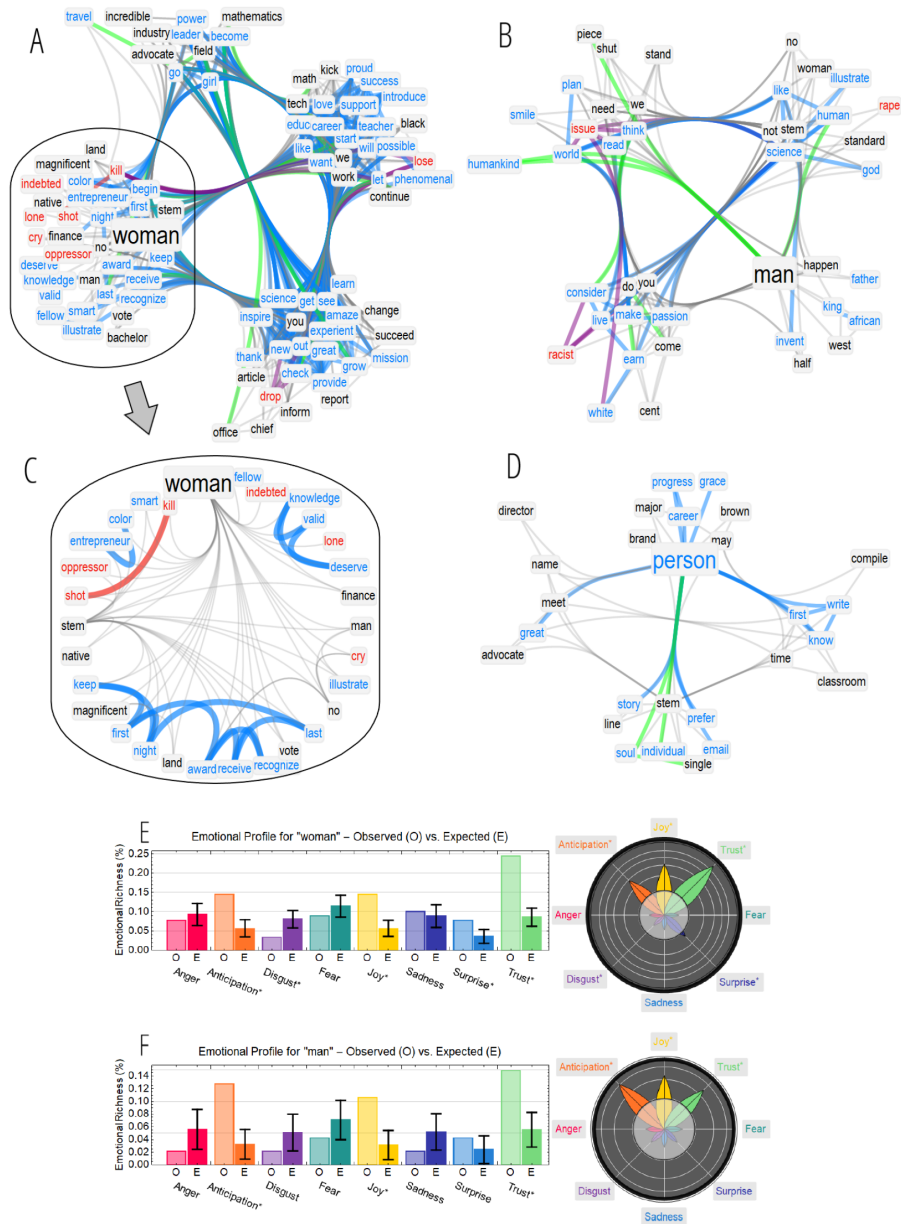 A
travel
incredible
power
mathematics
industry
leader
become
advocate
field
go
girl
math
kick
proud
success
tech
love
support
introduce
educ
career
teacher
black
start
like
want
we
will
possible
lose
work
let
phenomenal
continue
land
magnificent
kill
indebted
color
begin
entrepreneur
native
first
stem
lone
shot
night
woman
cry
finance
no
oppressor
keep
deserve
award
knowledge
man
receive
valid
last
recognize
fellow
smart
vote
illustrate
bachelor
science
get
see
learn
inspire
amaze
change
you
experient
succeed
new
out
great
thank
grow
mission
article
check
provide
drop
report
inform
office
chief
B
piece
shut
stand
no
woman
illustrate
plan
need
we
like
human
rape
smile
issue
think
not
stem
standard
read
world
science
humankind
god
man
happen
father
do
you
consider
make
passion
live
king
african
invent
west
racist
come
earn
half
white
cent
C
woman
fellow
indebted
smart
kill
knowledge
color
valid
entrepreneur
lone
oppressor
deserve
shot
finance
stem
man
native
cry
keep
illustrate
magnificent
no
first
last
night
vote
land
award
receive
recognize
D
progress
grace
director
major
career
brown
brand
may
name
person
compile
meet
first
write
great
know
advocate
time
classroom
story
stem
prefer
line
soul
individual
email
single
E
Emotional Profile for "woman" – Observed (O) vs. Expected (E)
Emotional Richness (%)
0.25
0.20
0.15
0.10
0.05
0.00
O E O E O E O E O E O E O E O E
Anger Anticipation* Disgust* Fear Joy* Sadness Surprise* Trust*
Joy*
Anticipation*
Trust*
Anger
Fear
Disgust*
Surprise*
Sadness
F
Emotional Profile for "man" – Observed (O) vs. Expected (E)
Emotional Richness (%)
0.14
0.12
0.10
0.08
0.06
0.04
0.02
0.00
O E O E O E O E O E O E O E O E
Anger Anticipation* Disgust Fear Joy* Sadness Surprise Trust*
Joy*
Anticipation*
Trust*
Anger
Fear
Disgust
Surprise
Sadness